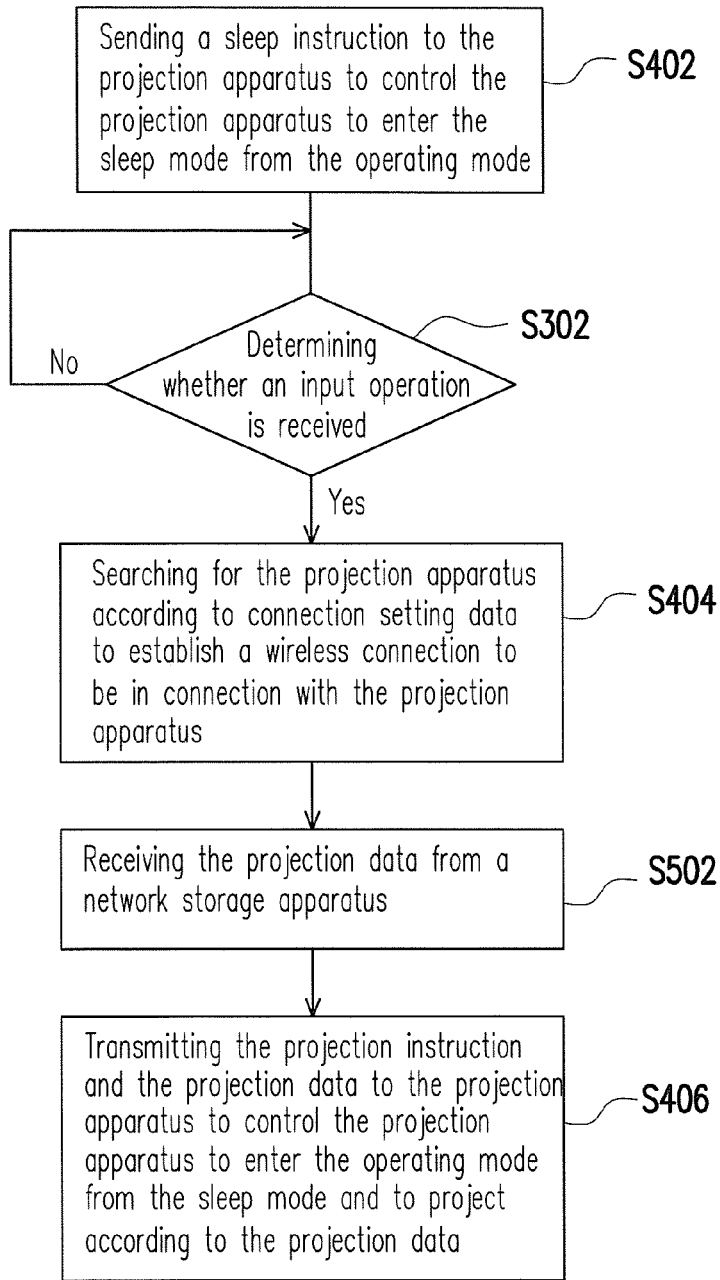 Sending a sleep instruction to the
projection apparatus to control the
projection apparatus to enter the
sleep mode from the operating mode
S402
S302
Determining
whether an input operation
is received
No
Yes
Searching for the projection apparatus
according to connection setting data
to establish a wireless connection to
be in connection with the projection
apparatus
S404
Receiving the projection data from a
network storage apparatus
S502
Transmitting the projection instruction
and the projection data to the projection
apparatus to control the projection
apparatus to enter the operating mode
from the sleep mode and to project
according to the projection data
S406